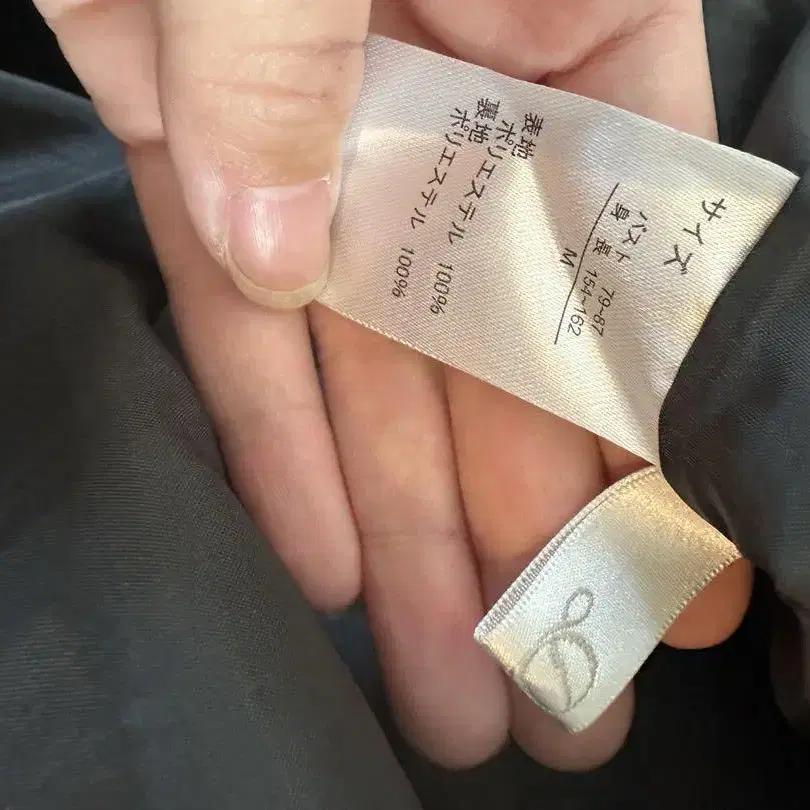 サイズ
バスト 79~87
身 長 154~162
M
表地
ポリエステル 100%
裏地
ポリエステル 100%